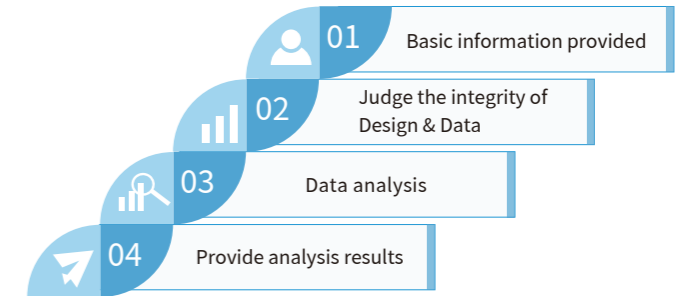 01
Basic information provided
02
Judge the integrity of
Design & Data
03
Data analysis
04
Provide analysis results